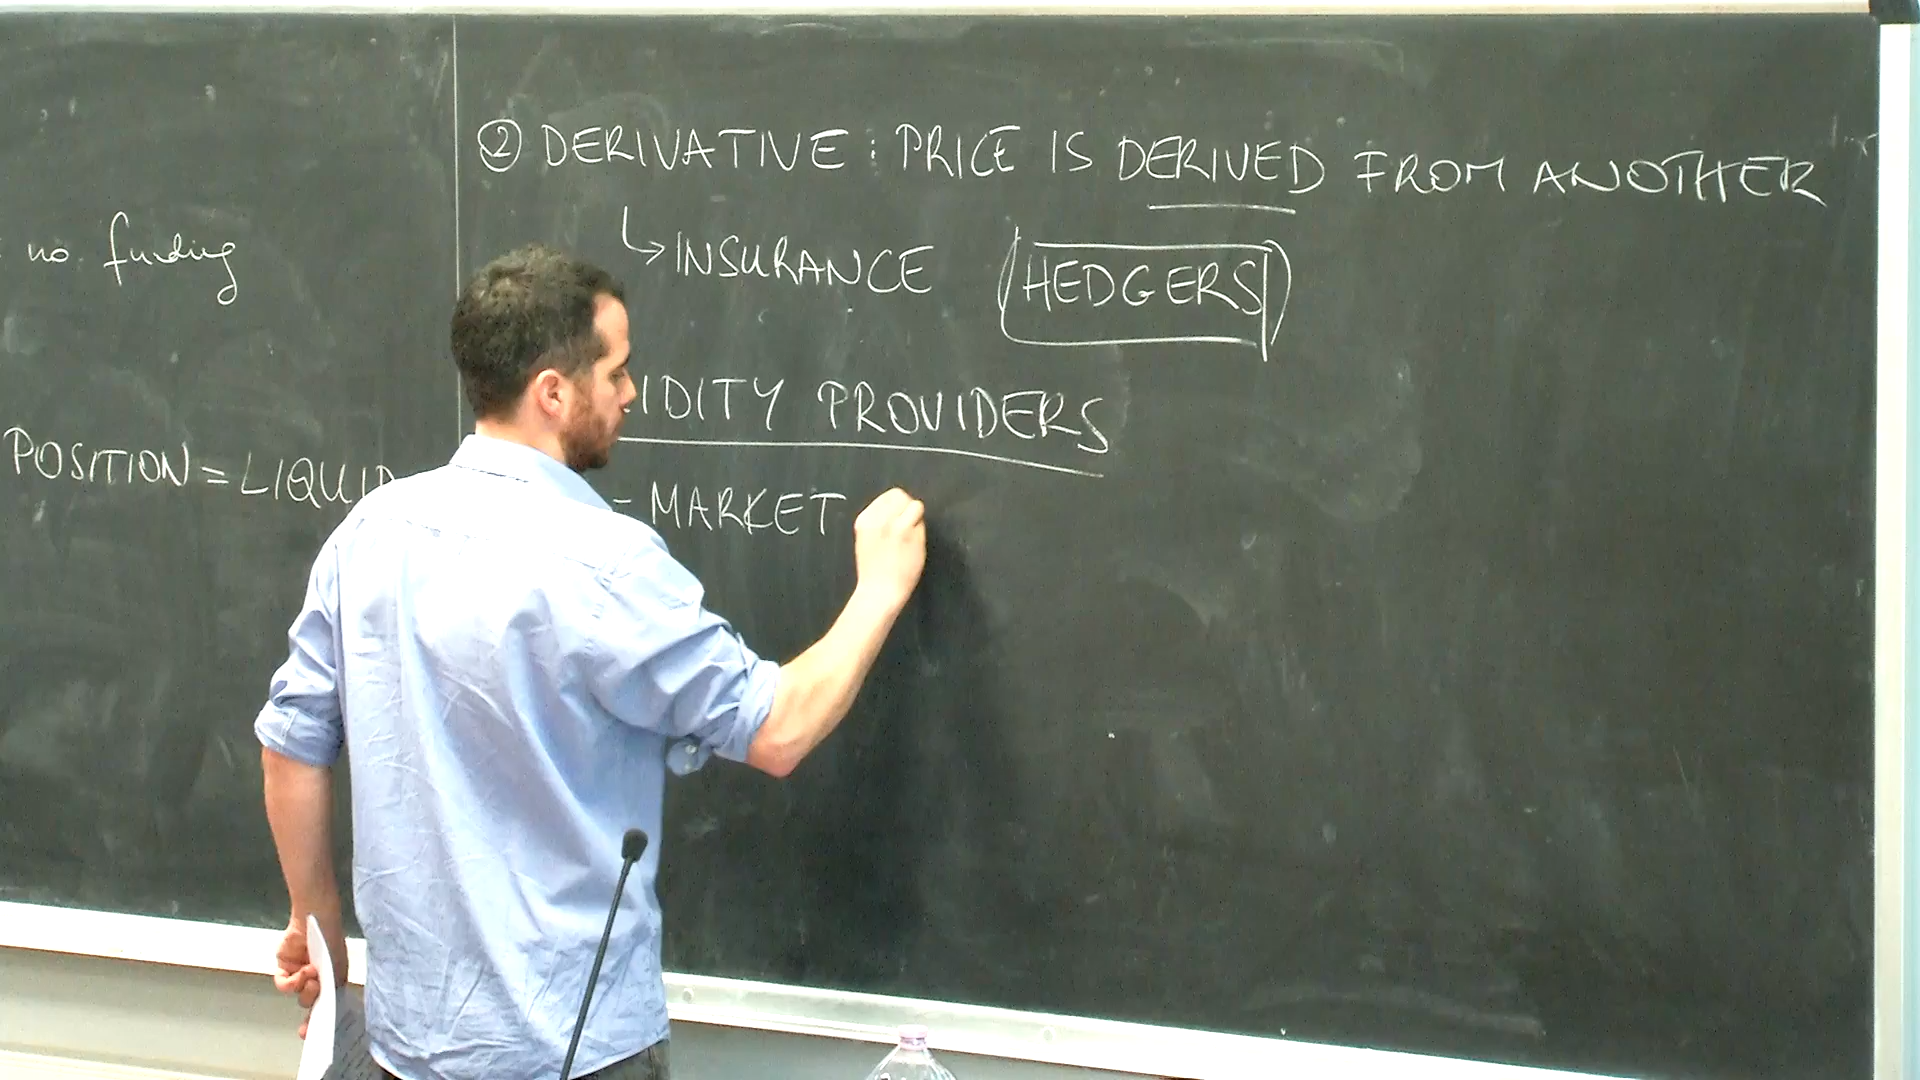 no funding
POSITION = LIQUID
② DERIVATIVE : PRICE IS DERIVED FROM ANOTHER
↳ INSURANCE (HEDGERS)
IDITY PROVIDERS
- MARKET